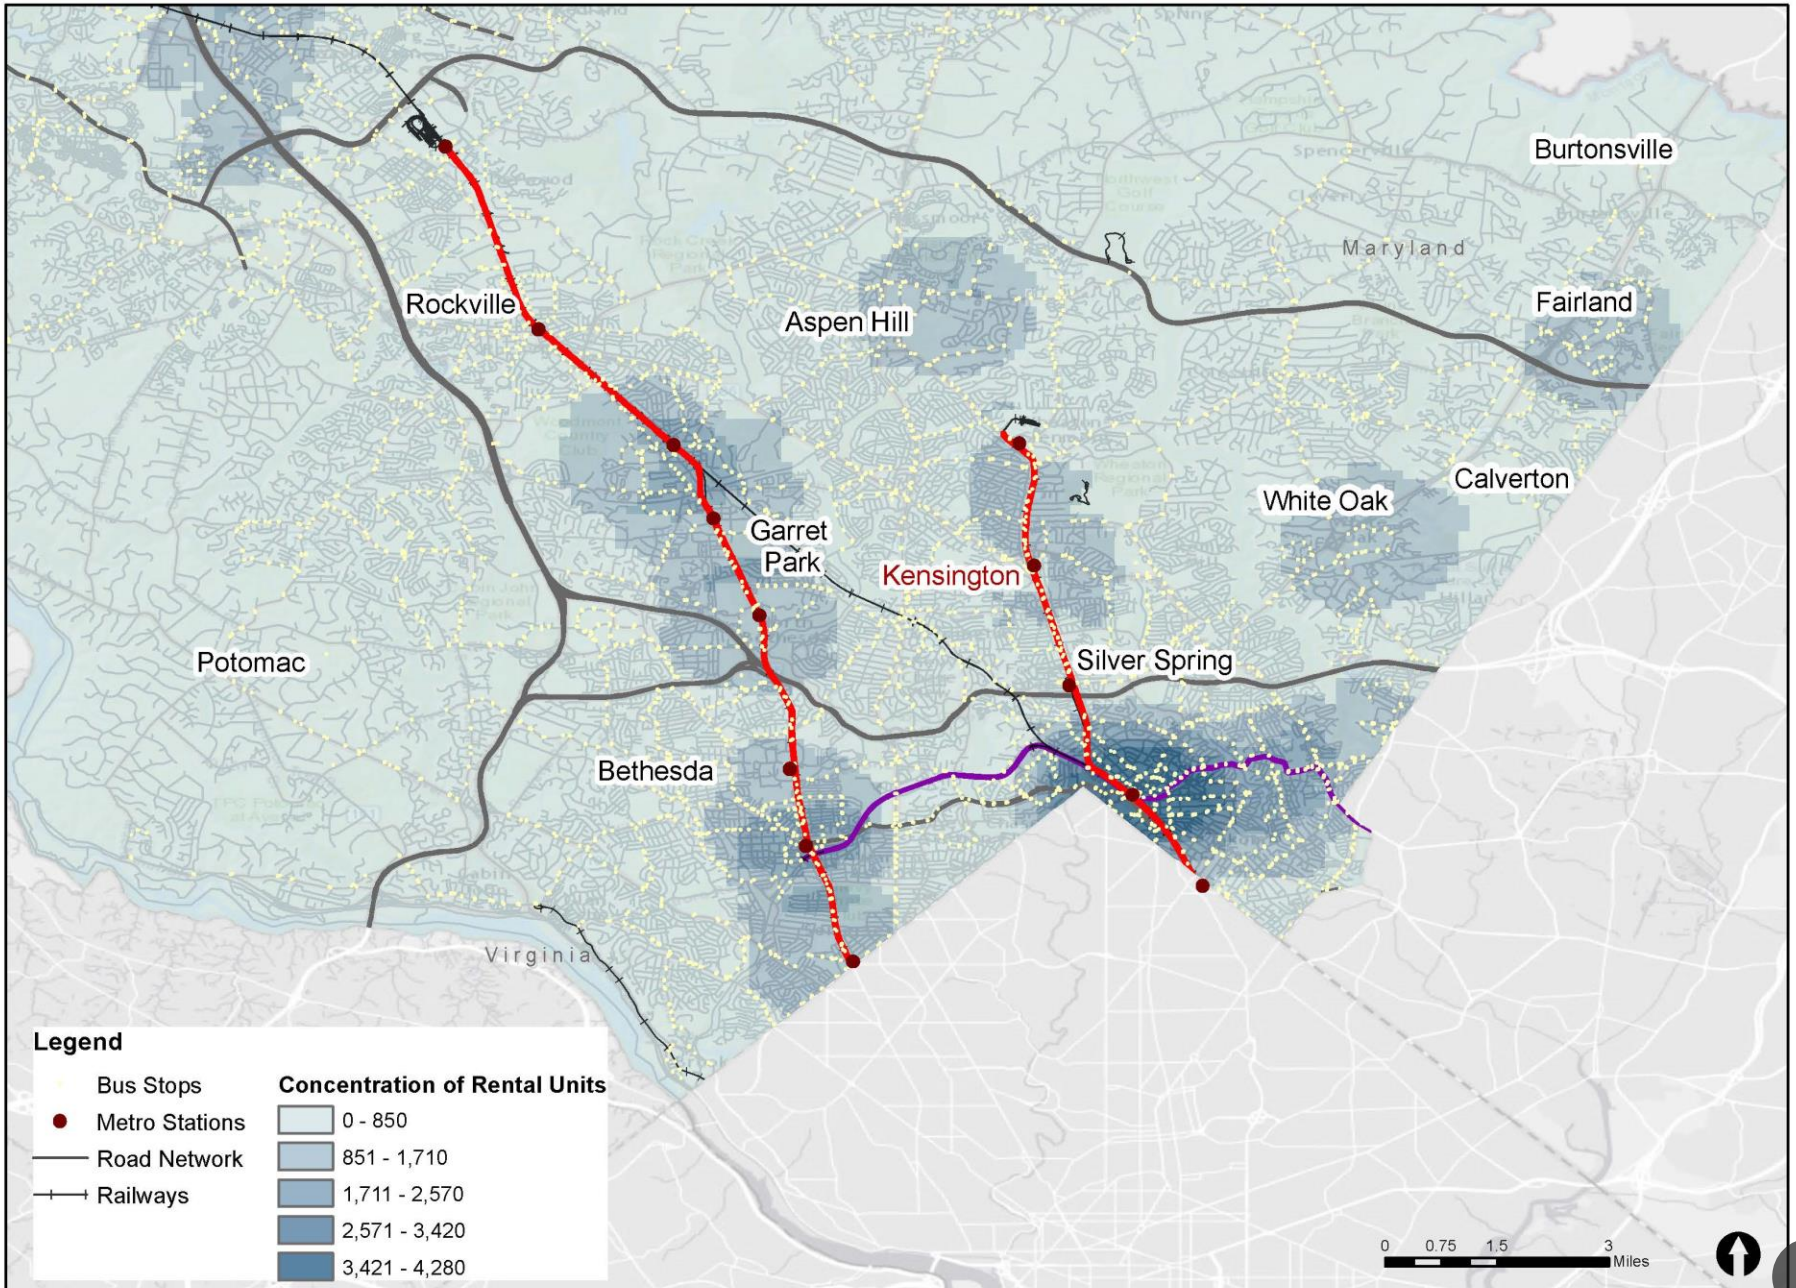 Burtonsville
Maryland
Fairland
Rockville
Aspen Hill
Calverton
White Oak
Garret
Park
Kensington
Silver Spring
Potomac
Bethesda
Virginia
Legend
Bus Stops
Metro Stations
Road Network
Railways
Concentration of Rental Units
0 - 850
851 - 1,710
1,711 - 2,570
2,571 - 3,420
3,421 - 4,280
0 0.75 1.5 3
Miles